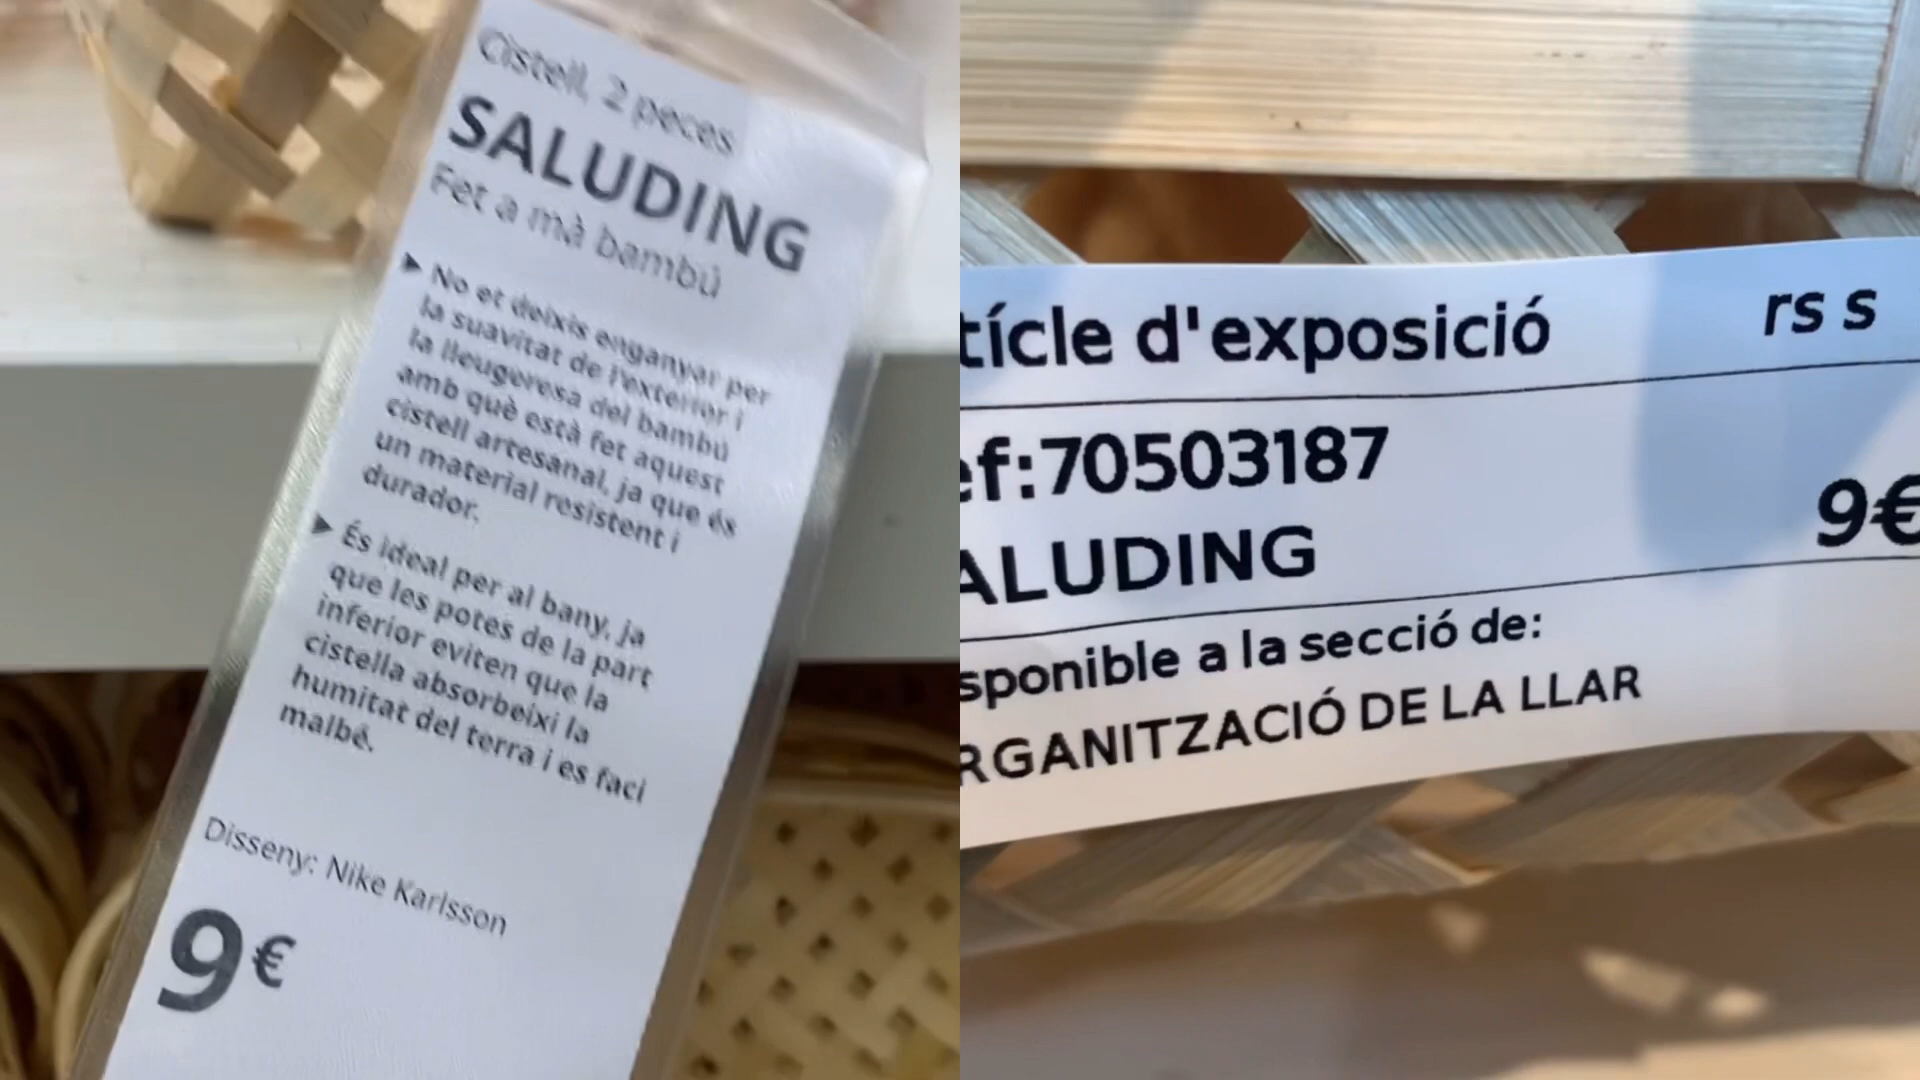 Cistell, 2 peces
SALUDING
Fet a mà bambú
▶ No et deixis enganyar per
la suavitat de l'exterior i
la lleugeresa del bambú
amb què està fet aquest
cistell artesanal, ja que és
un material resistent i
durador.
▶ És ideal per al bany, ja
que les potes de la part
inferior eviten que la
cistella absorbeixi la
humitat del terra i es faci
malbé.
Disseny: Nike Karlsson
9€
tícle d'exposició rs s
ef:70503187
9€
ALUDING
sponible a la secció de:
RGANITZACIÓ DE LA LLAR